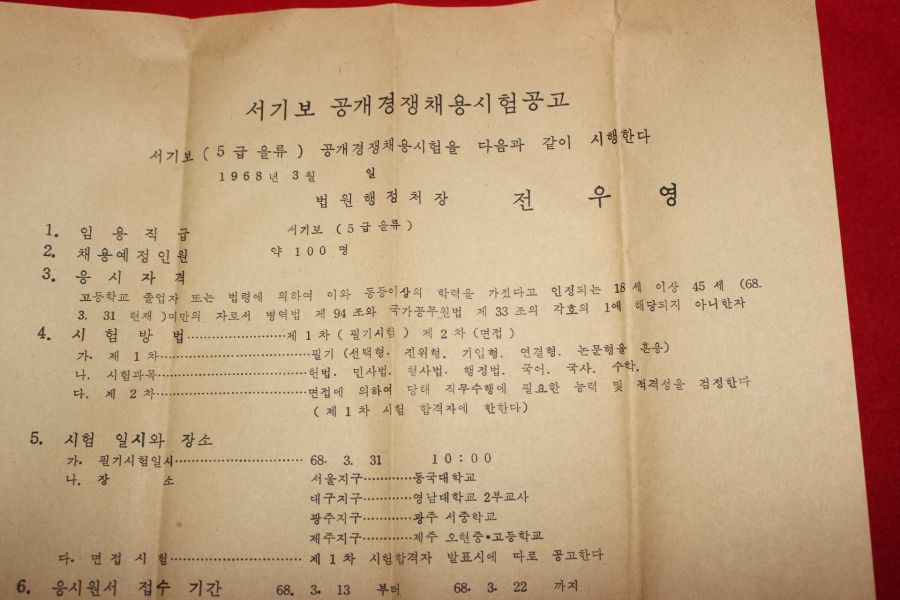 서기보 공개경쟁채용시험공고
서기보 (5급 을류) 공개경쟁채용시험을 다음과 같이 시행한다
1968년 3월 일
법원행정처장 전 우 영
1. 임 용 직 급 서기보 (5급 을류)
2. 채용예정인원 약 100 명
3. 응 시 자 격
고등학교 졸업자 또는 법령에 의하여 이와 동등이상의 학력을 가졌다고 인정되는 18세 이상 45세 (68.
3. 31 현재)미만의 자로서 병역법 제 94조와 국가공무원법 제 33조의 각호의 1에 해당되지 아니한자
4. 시 험 방 법……………………제 1차 (필기시험) 제 2차 (면접)
가. 제 1차……………………………필기 (선택형. 진위형. 기입형. 연결형. 논문형을 혼용)
나. 시험과목……………………………헌법. 민사법. 형사법. 행정법. 국어. 국사. 수학.
다. 제 2차……………………………면접에 의하여 당해 직무수행에 필요한 능력 및 적격성을 검정한다
(제 1차 시험 합격자에 한한다)
5. 시험 일시와 장소
가. 필기시험일시………………………… 68. 3. 31 10:00
나. 장 소 서울지구…………동국대학교
대구지구…………영남대학교 2부교사
광주지구…………광주 서중학교
제주지구…………제주 오현중•고등학교
다. 면접시험………………………… 제 1차 시험합격자 발표시에 따로 공고한다
6. 응시원서 접수 기간 68. 3. 13 부터 68. 3. 22 까지